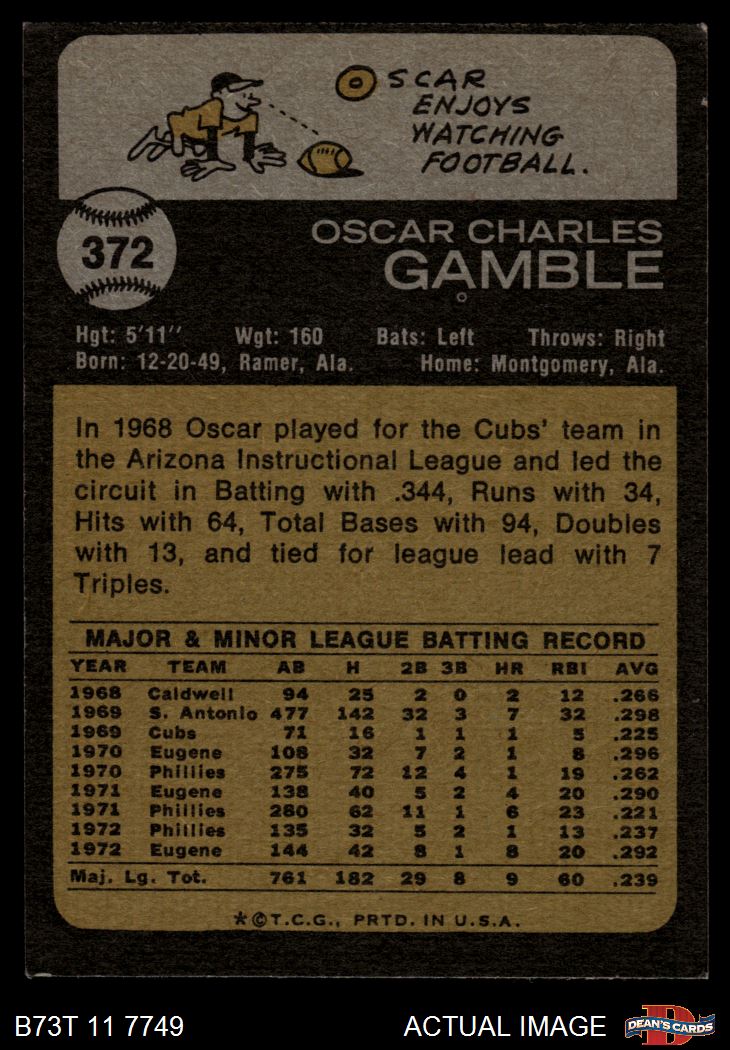 OSCAR
ENJOYS
WATCHING
FOOTBALL.
372
OSCAR CHARLES
GAMBLE
Hgt: 5'11" Wgt: 160 Bats: Left Throws: Right
Born: 12-20-49, Ramer, Ala. Home: Montgomery, Ala.
In 1968 Oscar played for the Cubs' team in
the Arizona Instructional League and led the
circuit in Batting with .344, Runs with 34,
Hits with 64, Total Bases with 94, Doubles
with 13, and tied for league lead with 7
Triples.
MAJOR & MINOR LEAGUE BATTING RECORD
YEAR TEAM AB H 2B 3B HR RBI AVG
1968 Caldwell 94 25 2 0 2 12 .266
1969 S. Antonio 477 142 32 3 7 32 .298
1969 Cubs 71 16 1 1 1 5 .225
1970 Eugene 108 32 7 2 1 8 .296
1970 Phillies 275 72 12 4 1 19 .262
1971 Eugene 138 40 5 2 4 20 .290
1971 Phillies 280 62 11 1 6 23 .221
1972 Phillies 135 32 5 2 1 13 .237
1972 Eugene 144 42 8 1 8 20 .292
Maj. Lg. Tot. 761 182 29 8 9 60 .239
*©T.C.G., PRTD. IN U.S.A.
B73T 11 7749 ACTUAL IMAGE
D
DEAN'S CARDS